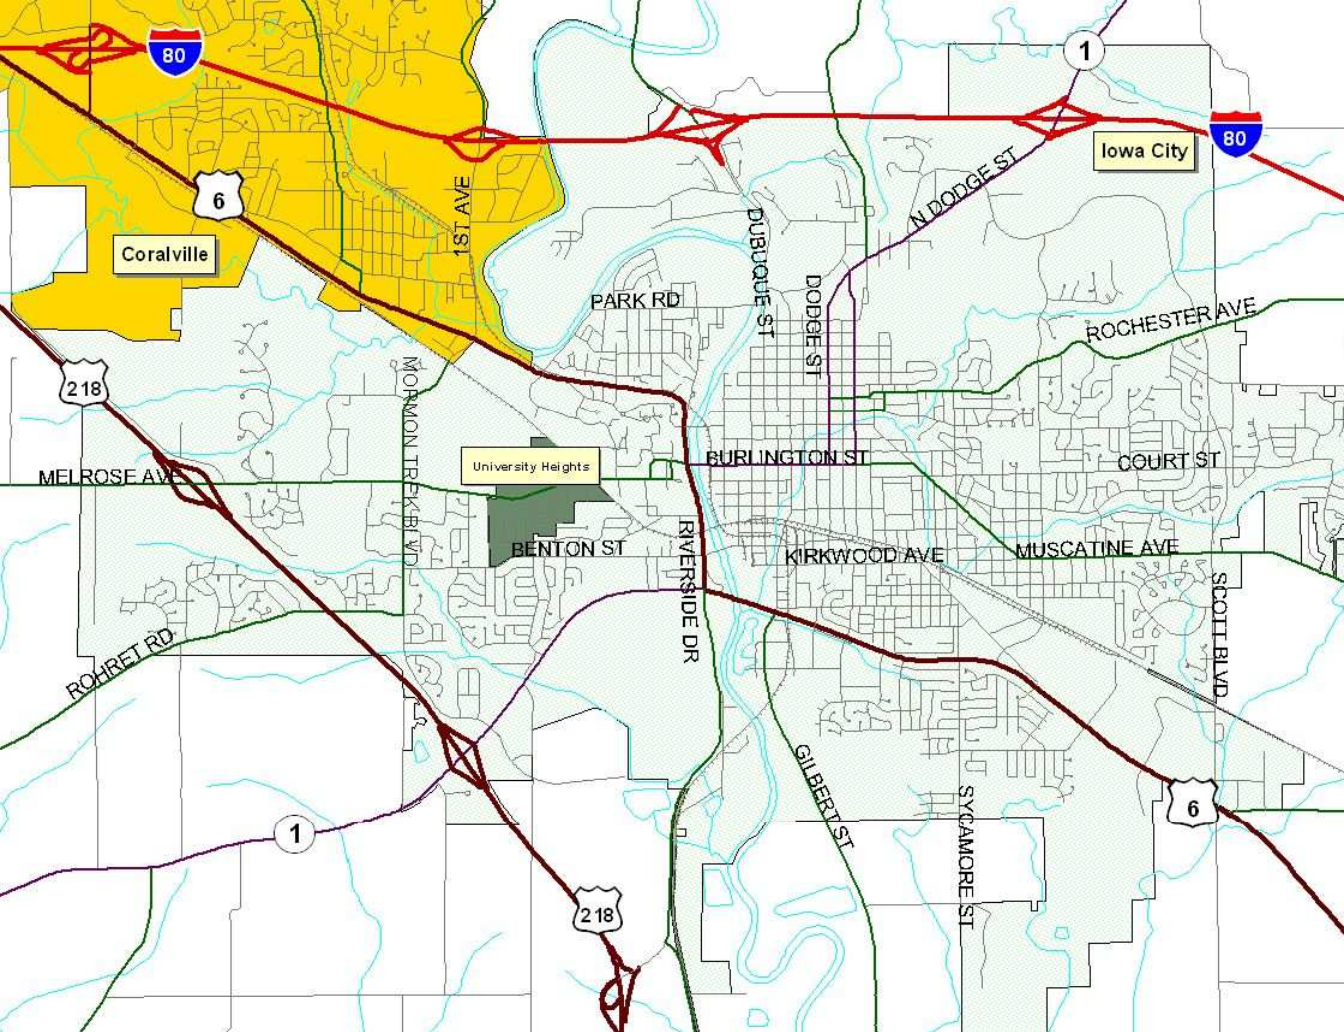 80
1
Iowa City
80
6
1ST AVE
N DODGE ST
Coralville
DUBUQUE ST
PARK RD
DODGE ST
ROCHESTER AVE
218
MORMON TREK BLVD
University Heights
BURLINGTON ST
COURT ST
MELROSE AVE
BENTON ST
RIVERSIDE DR
KIRKWOOD AVE
MUSCATINE AVE
SCOTT BLVD
ROHRET RD
GILBERT ST
6
SYCAMORE ST
1
218